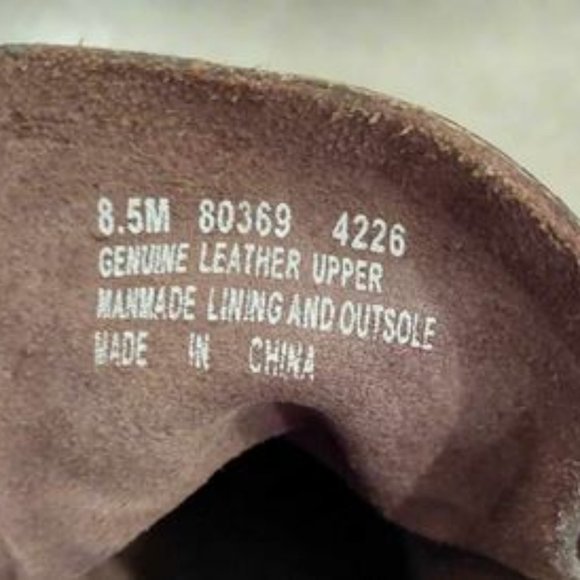 8.5M 80369 4226
GENUINE LEATHER UPPER
MANMADE LINING AND OUTSOLE
MADE IN CHINA